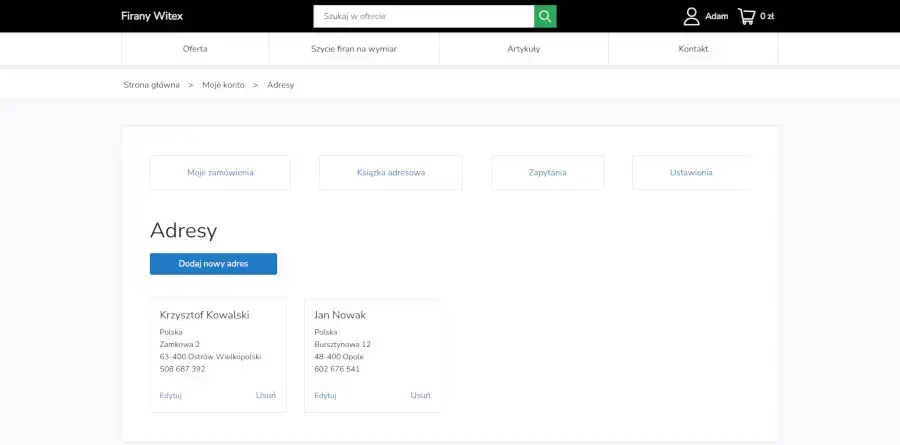 Firany Witex
Szukaj w ofercie
Adam
0 zł
Oferta
Szycie firan na wymiar
Artykuły
Kontakt
Strona główna > Moje konto > Adresy
Moje zamówienia
Książka adresowa
Zapytania
Ustawienia
Adresy
Dodaj nowy adres
Krzysztof Kowalski
Polska
Zamkowa 2
63-400 Ostrów Wielkopolski
508 687 392
Edytuj
Usuń
Jan Nowak
Polska
Bursztynowa 12
48-400 Opole
602 676 541
Edytuj
Usuń